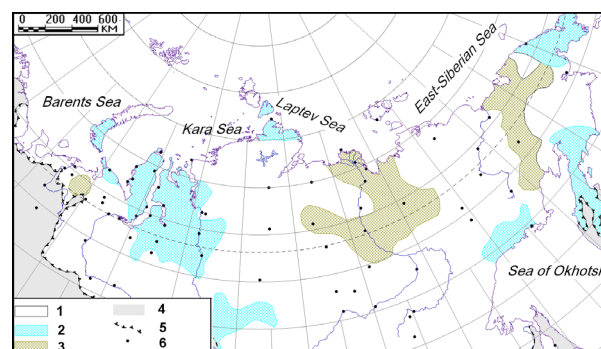 0 200 400 600
KM
East-Siberian Sea
Laptev Sea
Barents Sea
Kara Sea
Sea of Okhotsk
1
2
3
4
5
6